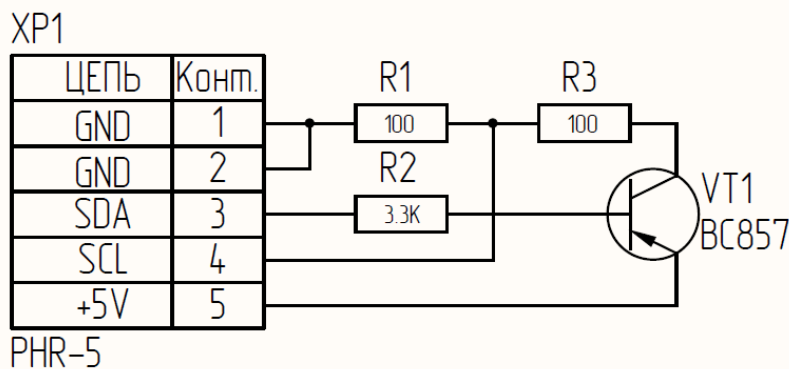 XP1
ЦЕПЬ Конт.
GND 1
GND 2
SDA 3
SCL 4
+5V 5
PHR-5
R1
100
R2
3.3K
R3
100
VT1
BC857